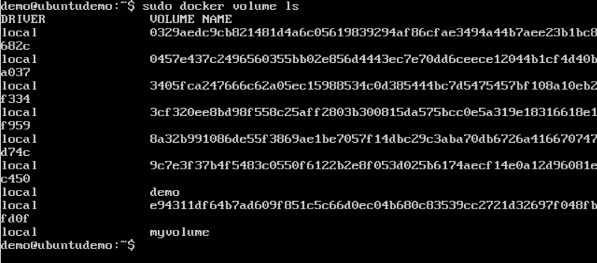 demo@ubuntudemo:~$ sudo docker volume ls
DRIVER VOLUME NAME
local 0329aedc9cb821481d4a6c05619839294af86cfae3494a44b7aee23b1bc8
682c
local 0457e437c2496560355bb02e856d4443ec7e70dd6ceece12044b1cf4d40b
a037
local 3405fca247666c62a05ec15988534c0d385444bc7d5475457bf108a10eb2
f334
local 3cf320ee8bd98f558c25aff2803b300815da575bcc0e5a319e18316618e1
f959
local 8a32b991086de55f3869ae1be7057f14dbc29c3aba70db6726a416670747
d74c
local 9c7e3f37b4f5483c0550f6122b2e8f053d025b6174aecf14e0a12d96081e
c450
local demo
local e94311df64b7ad609f851c5c66d0ec04b680c83539cc2721d32697f048fb
fd0f
local myvolume
demo@ubuntudemo:~$